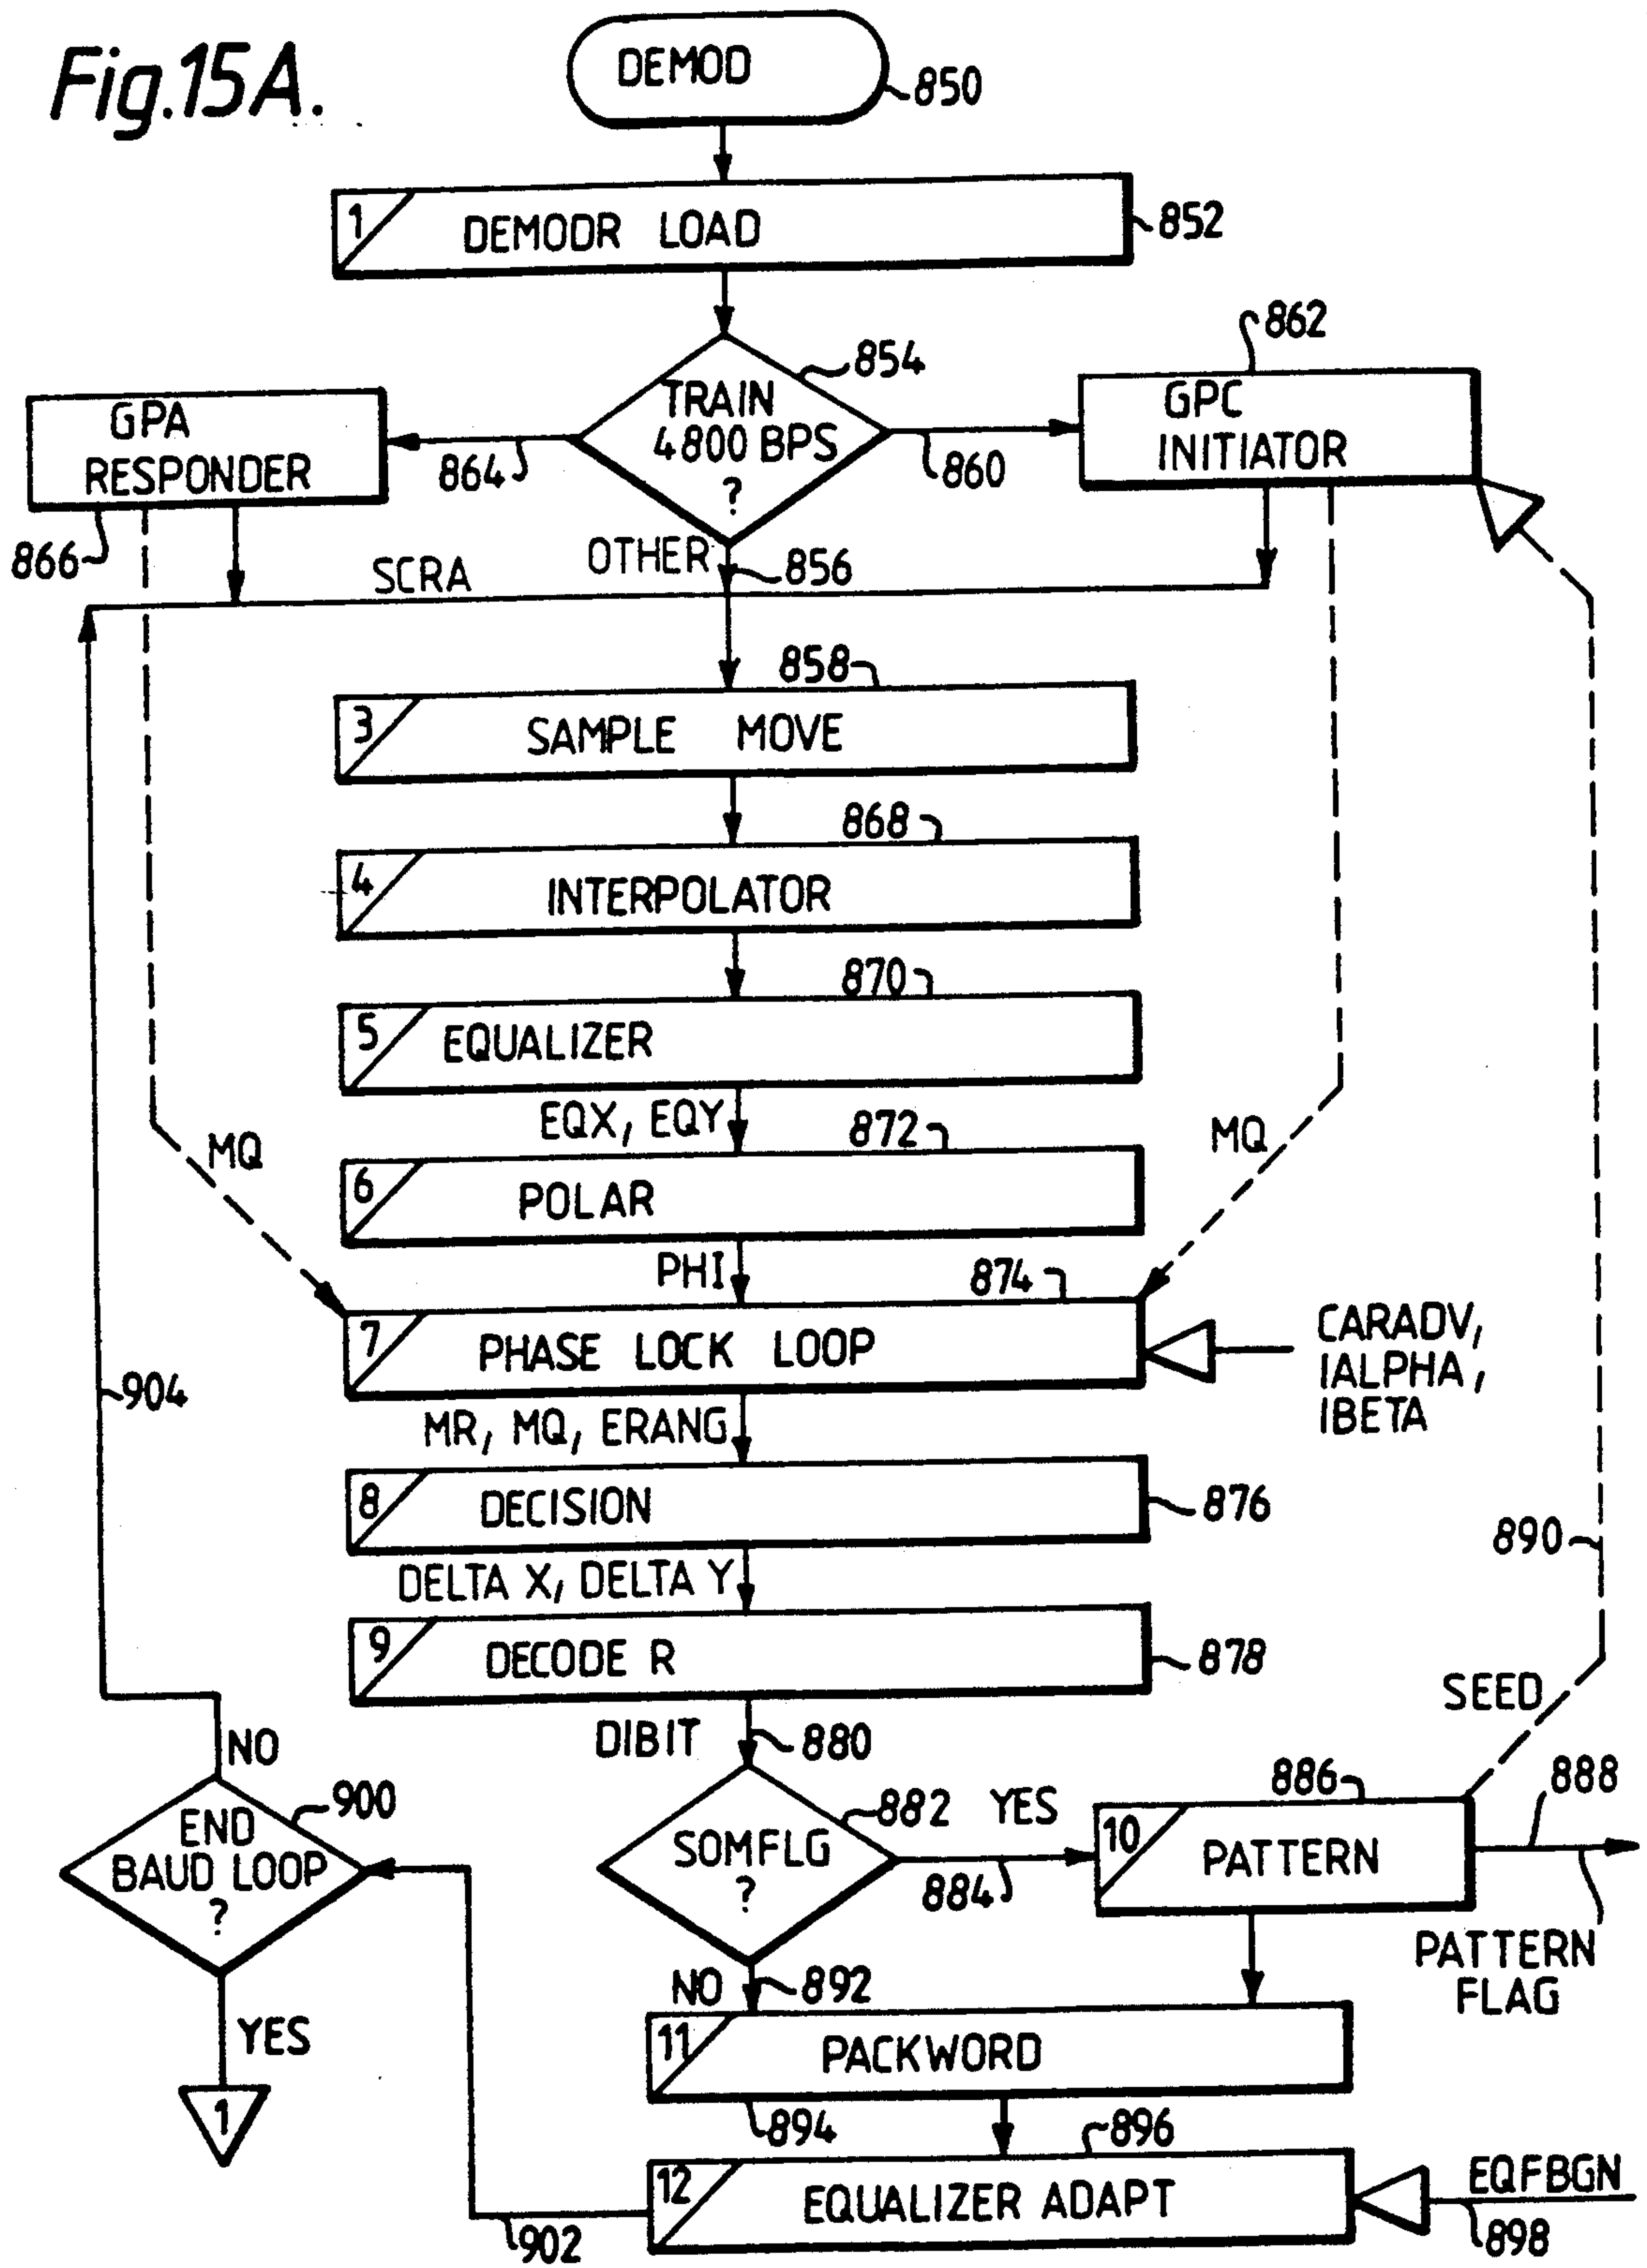 Fig.15A.
DEMOD
850
1
DEMODR LOAD
852
862
854
TRAIN
4800 BPS
?
GPA
RESPONDER
864
860
GPC
INITIATOR
866
SCRA
OTHER
856
858
3
SAMPLE MOVE
868
4
INTERPOLATOR
870
5
EQUALIZER
EQX, EQY
872
MQ
MQ
6
POLAR
PHI
874
7
PHASE LOCK LOOP
CARADV,
IALPHA,
IBETA
904
MR, MQ, ERANG
8
DECISION
876
890
DELTA X, DELTA Y
9
DECODE R
878
SEED
DIBIT
880
NO
900
END
BAUD LOOP
?
882
SOMFLG
?
YES
884
886
10
PATTERN
888
PATTERN
FLAG
NO
892
YES
1
11
PACKWORD
894
896
12
EQUALIZER ADAPT
EQFBGN
898
902